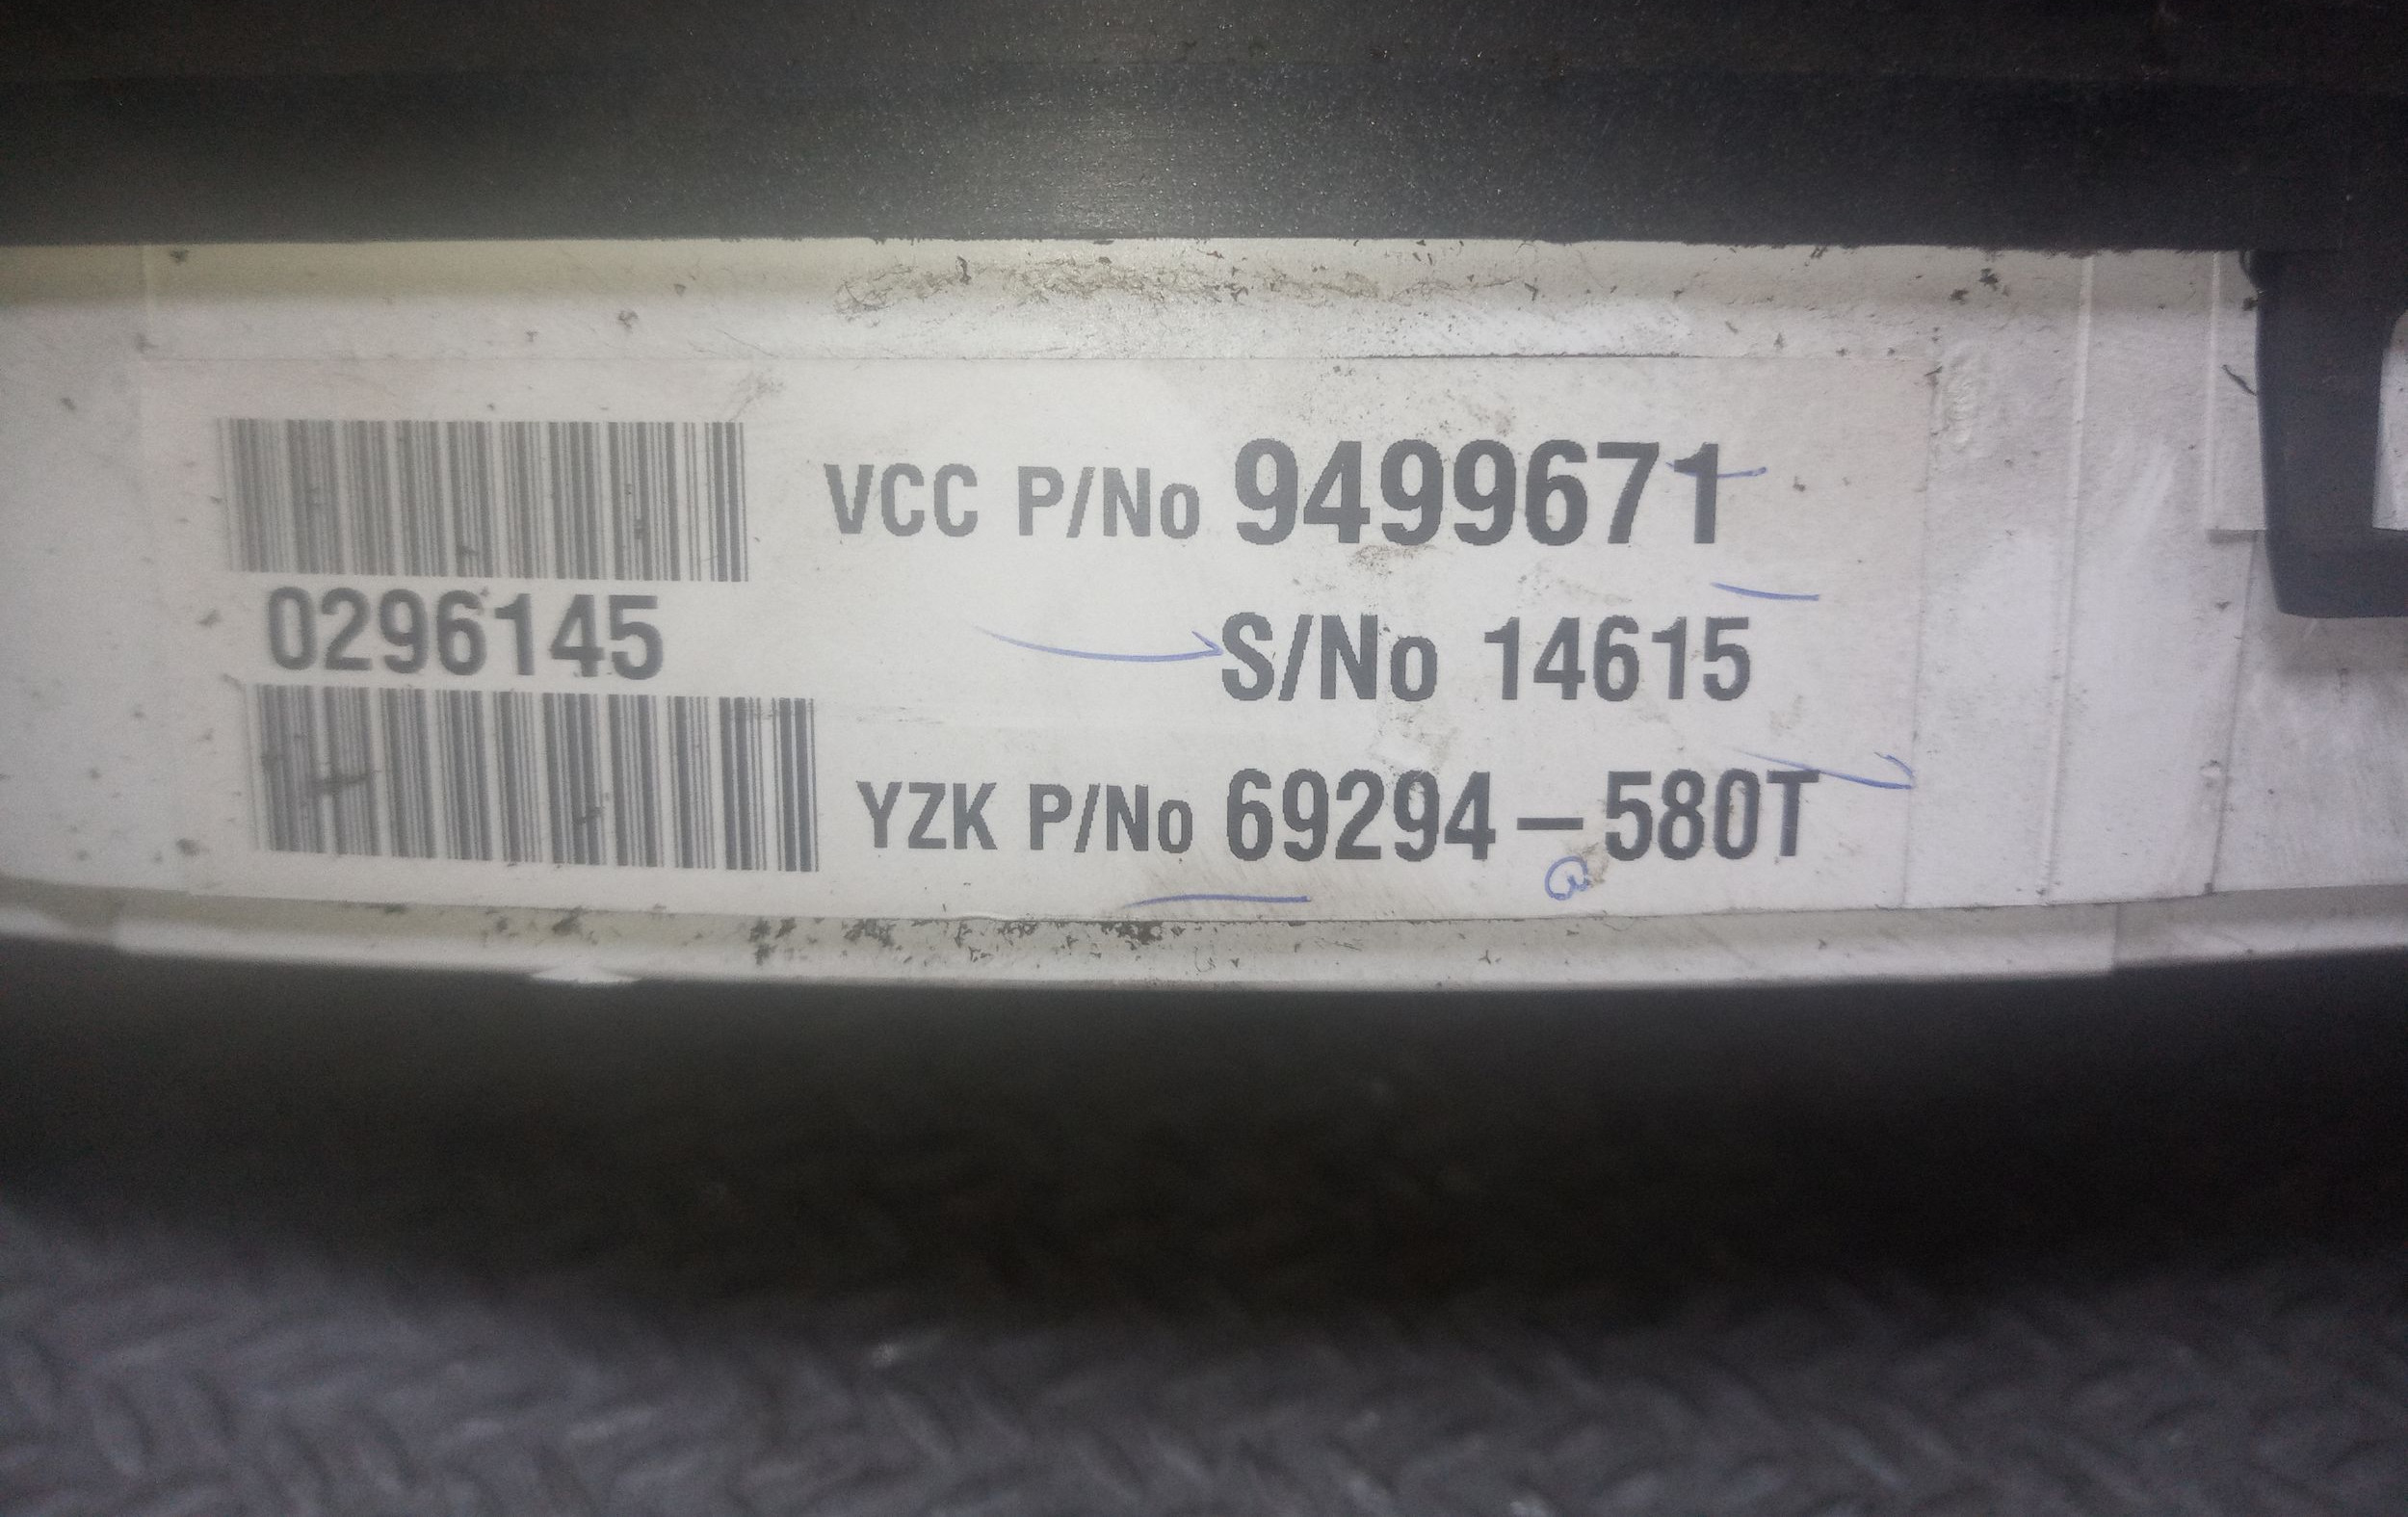 VCC P/No 9499671
0296145
S/No 14615
YZK P/No 69294-580T